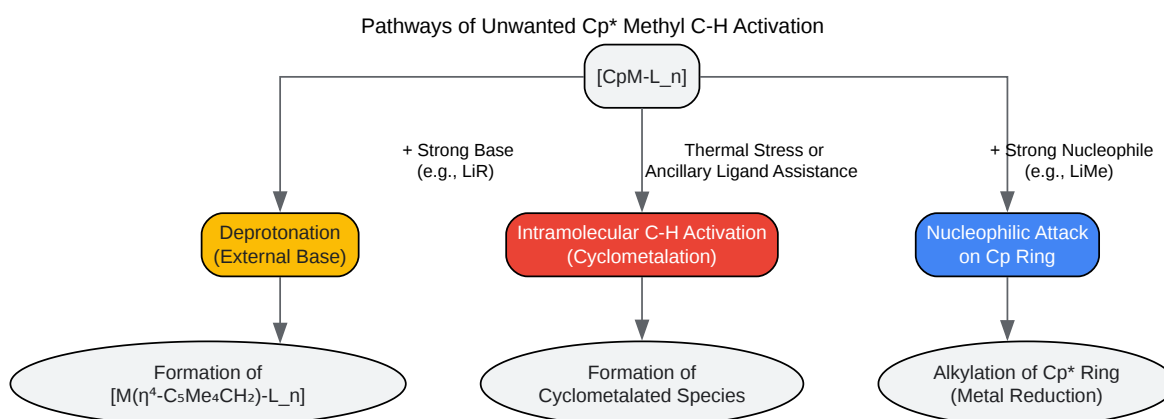 Pathways of Unwanted Cp* Methyl C-H Activation
[CpM-L_n]
+ Strong Base
(e.g., LiR)
Thermal Stress or
Ancillary Ligand Assistance
+ Strong Nucleophile
(e.g., LiMe)
Deprotonation
(External Base)
Intramolecular C-H Activation
(Cyclometalation)
Nucleophilic Attack
on Cp Ring
Formation of
[M(η⁴-C₅Me₄CH₂)-L_n]
Formation of
Cyclometalated Species
Alkylation of Cp* Ring
(Metal Reduction)